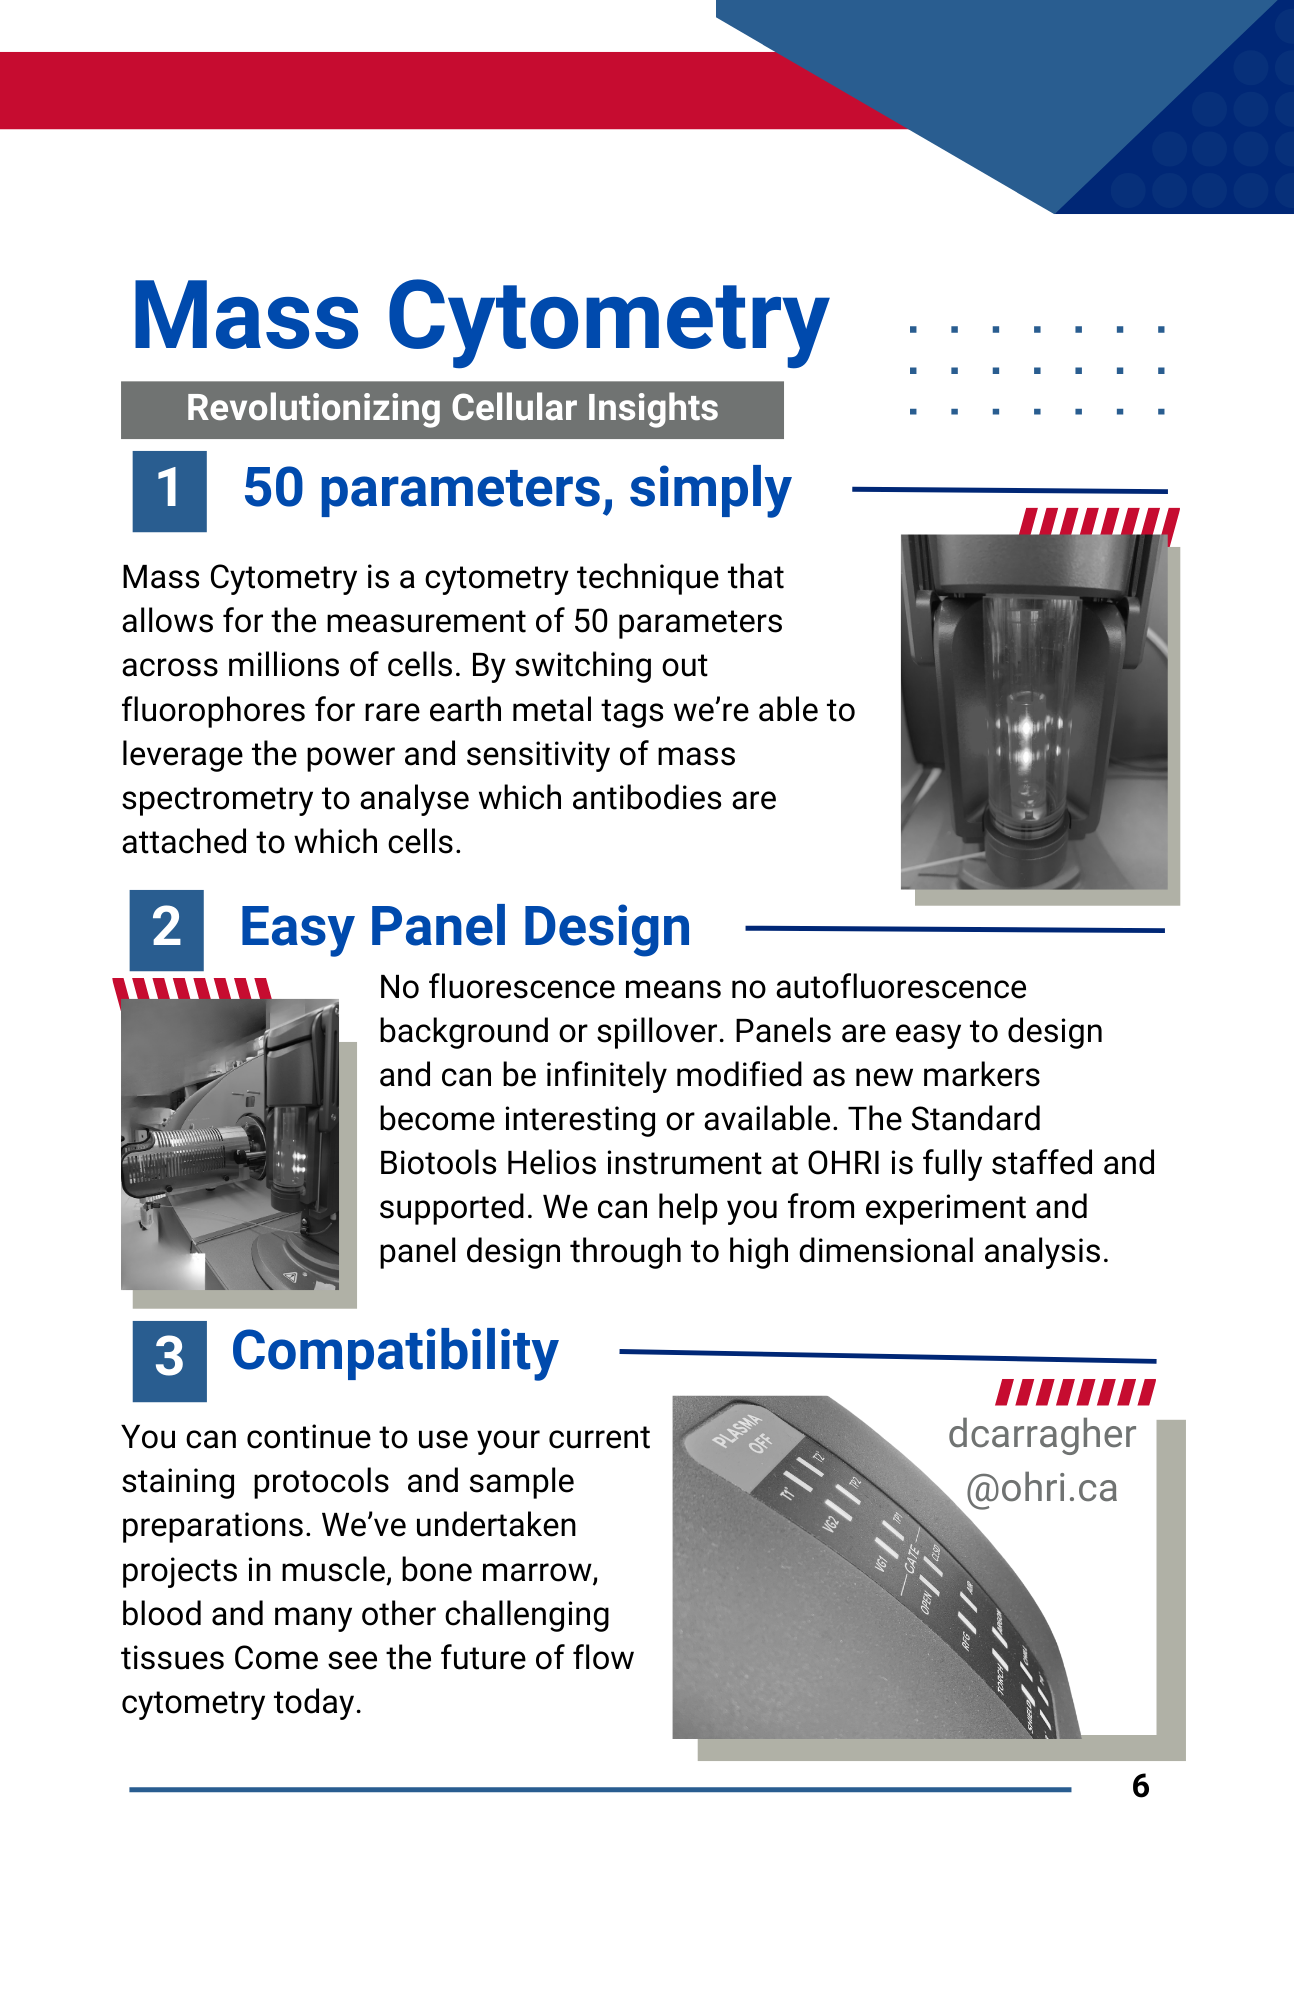 Mass Cytometry
Revolutionizing Cellular Insights
1
50 parameters, simply
Mass Cytometry is a cytometry technique that
allows for the measurement of 50 parameters
across millions of cells. By switching out
fluorophores for rare earth metal tags we’re able to
leverage the power and sensitivity of mass
spectrometry to analyse which antibodies are
attached to which cells.
2
Easy Panel Design
No fluorescence means no autofluorescence
background or spillover. Panels are easy to design
and can be infinitely modified as new markers
become interesting or available. The Standard
Biotools Helios instrument at OHRI is fully staffed and
supported. We can help you from experiment and
panel design through to high dimensional analysis.
3
Compatibility
You can continue to use your current
staining  protocols  and sample
preparations. We’ve undertaken
projects in muscle, bone marrow,
blood and many other challenging
tissues Come see the future of flow
cytometry today.
PLASMA
OFF
VG2 TP2
VG1 TP1
GATE
OPEN CLSD
RFG AIR
TORCH ARGON
SHIELD CHILL
dcarragher
@ohri.ca
6